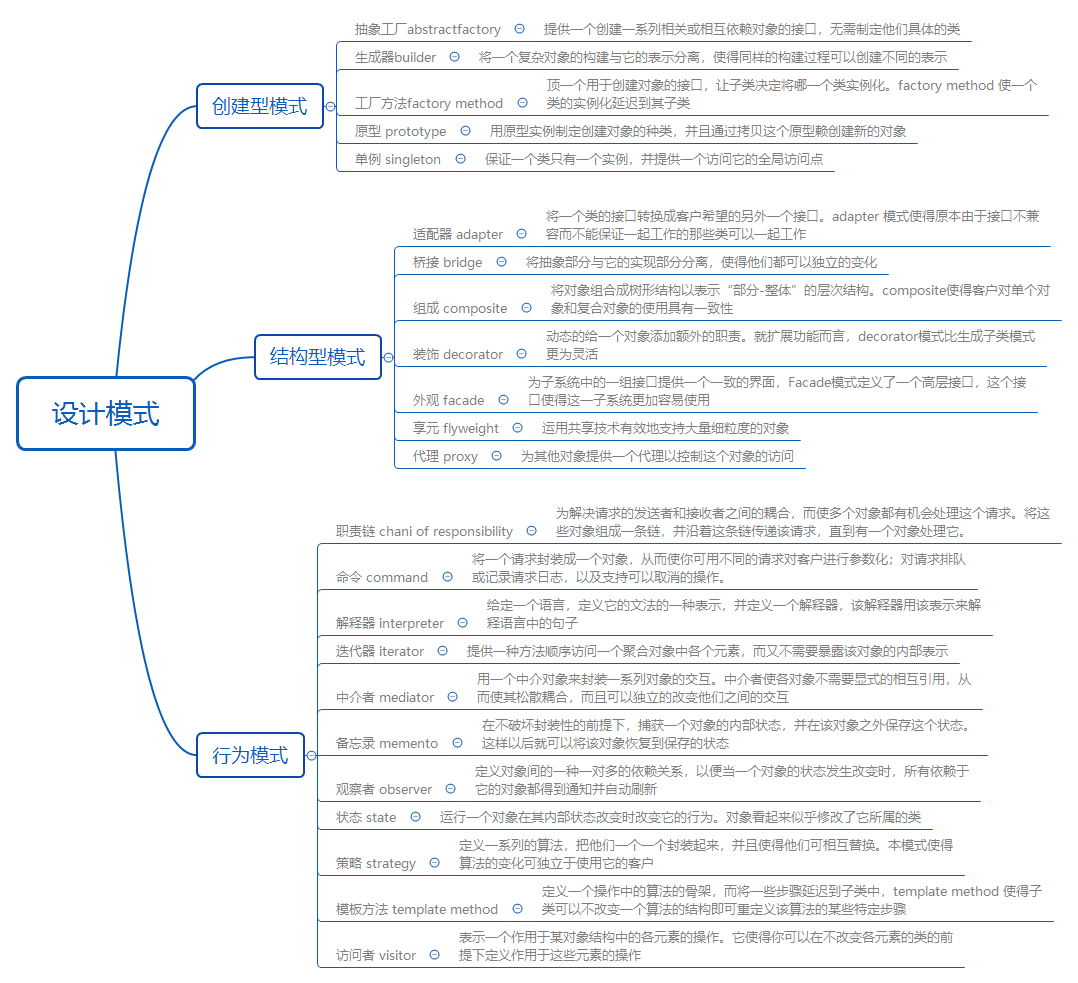 设计模式
创建型模式
抽象工厂abstractfactory
提供一个创建一系列相关或相互依赖对象的接口，无需制定他们具体的类
生成器builder
将一个复杂对象的构建与它的表示分离，使得同样的构建过程可以创建不同的表示
工厂方法factory method
顶一个用于创建对象的接口，让子类决定将哪一个类实例化。factory method 使一个
类的实例化延迟到其子类
原型 prototype
用原型实例制定创建对象的种类，并且通过拷贝这个原型赖创建新的对象
单例 singleton
保证一个类只有一个实例，并提供一个访问它的全局访问点
结构型模式
适配器 adapter
将一个类的接口转换成客户希望的另外一个接口。adapter 模式使得原本由于接口不兼
容而不能保证一起工作的那些类可以一起工作
桥接 bridge
将抽象部分与它的实现部分分离，使得他们都可以独立的变化
组成 composite
将对象组合成树形结构以表示“部分-整体”的层次结构。composite使得客户对单个对
象和复合对象的使用具有一致性
装饰 decorator
动态的给一个对象添加额外的职责。就扩展功能而言，decorator模式比生成子类模式
更为灵活
外观 facade
为子系统中的一组接口提供一个一致的界面，Facade模式定义了一个高层接口，这个接
口使得这一子系统更加容易使用
享元 flyweight
运用共享技术有效地支持大量细粒度的对象
代理 proxy
为其他对象提供一个代理以控制这个对象的访问
行为模式
职责链 chani of responsibility
为解决请求的发送者和接收者之间的耦合，而使多个对象都有机会处理这个请求。将这
些对象组成一条链，并沿着这条链传递该请求，直到有一个对象处理它。
命令 command
将一个请求封装成一个对象，从而使你可用不同的请求对客户进行参数化；对请求排队
或记录请求日志，以及支持可以取消的操作。
解释器 interpreter
给定一个语言，定义它的文法的一种表示，并定义一个解释器，该解释器用该表示来解
释语言中的句子
迭代器 iterator
提供一种方法顺序访问一个聚合对象中各个元素，而又不需要暴露该对象的内部表示
中介者 mediator
用一个中介对象来封装一系列对象的交互。中介者使各对象不需要显式的相互引用，从
而使其松散耦合，而且可以独立的改变他们之间的交互
备忘录 memento
在不破坏封装性的前提下，捕获一个对象的内部状态，并在该对象之外保存这个状态。
这样以后就可以将该对象恢复到保存的状态
观察者 observer
定义对象间的一种一对多的依赖关系，以便当一个对象的状态发生改变时，所有依赖于
它的对象都得到通知并自动刷新
状态 state
运行一个对象在其内部状态改变时改变它的行为。对象看起来似乎修改了它所属的类
策略 strategy
定义一系列的算法，把他们一个一个封装起来，并且使得他们可相互替换。本模式使得
算法的变化可独立于使用它的客户
模板方法 template method
定义一个操作中的算法的骨架，而将一些步骤延迟到子类中，template method 使得子
类可以不改变一个算法的结构即可重定义该算法的某些特定步骤
访问者 visitor
表示一个作用于某对象结构中的各元素的操作。它使得你可以在不改变各元素的类的前
提下定义作用于这些元素的操作